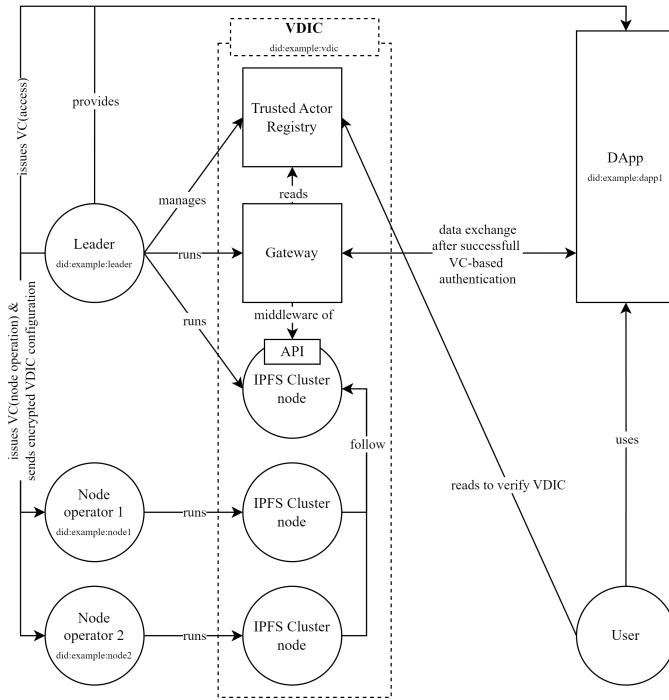 VDIC
did:example:vdic
issues VC(access)
provides
Trusted Actor
Registry
DApp
did:example:dapp1
manages
reads
Leader
did:example:leader
runs
Gateway
data exchange
after successfull
VC-based
authentication
runs
middleware of
API
IPFS Cluster
node
issues VC(node operation) &
sends encrypted VDIC configuration
follow
uses
reads to verify VDIC
Node
operator 1
did:example:node1
runs
IPFS Cluster
node
Node
operator 2
did:example:node2
runs
IPFS Cluster
node
User